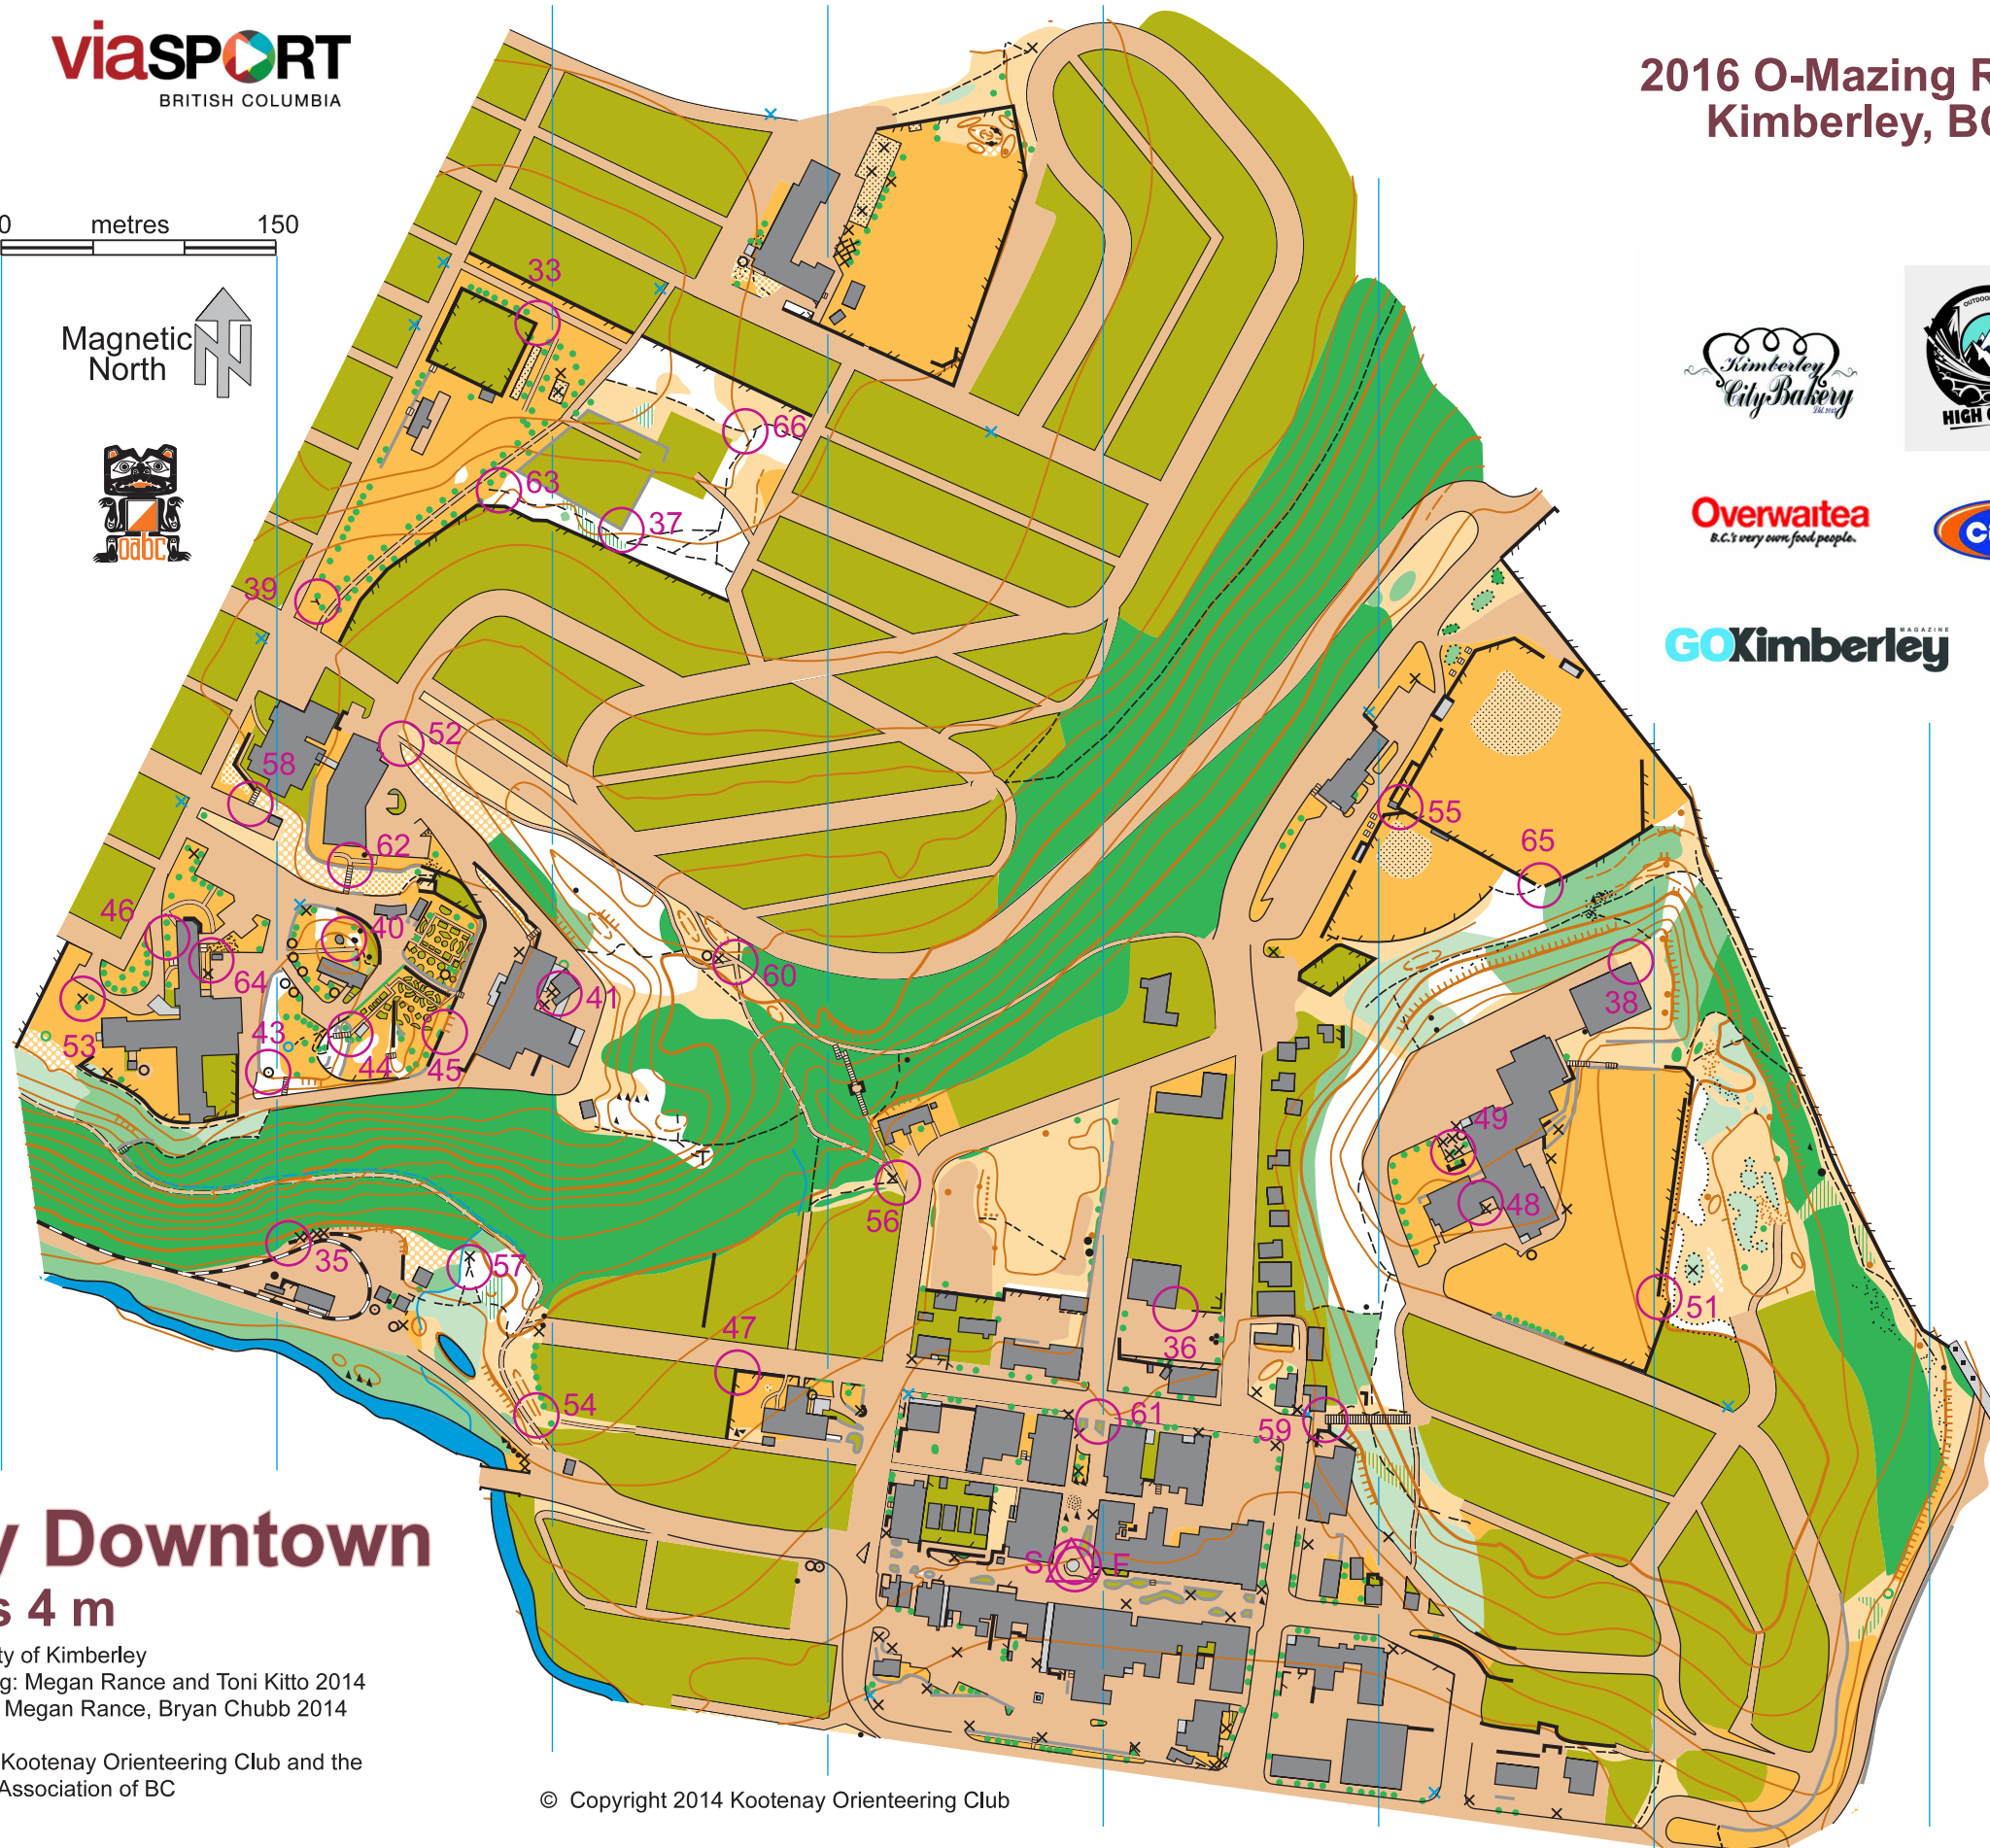 viaSPORT
BRITISH COLUMBIA
2016 O-Mazing R
Kimberley, BC
0 metres 150
Magnetic
North
N
oabc
Kimberley
City Bakery
Ltd.
OUTDOOR
HIGH
Overwaitea
B.C.'s very own food people.
GOKimberley
MAGAZINE
33
66
63
37
39
52
58
62
55
65
46
40
64
60
41
38
53
43
44
45
49
48
56
35
57
51
47
36
54
61
59
S F
T
y Downtown
s 4 m
ty of Kimberley
g: Megan Rance and Toni Kitto 2014
Megan Rance, Bryan Chubb 2014
Kootenay Orienteering Club and the
Association of BC
© Copyright 2014 Kootenay Orienteering Club